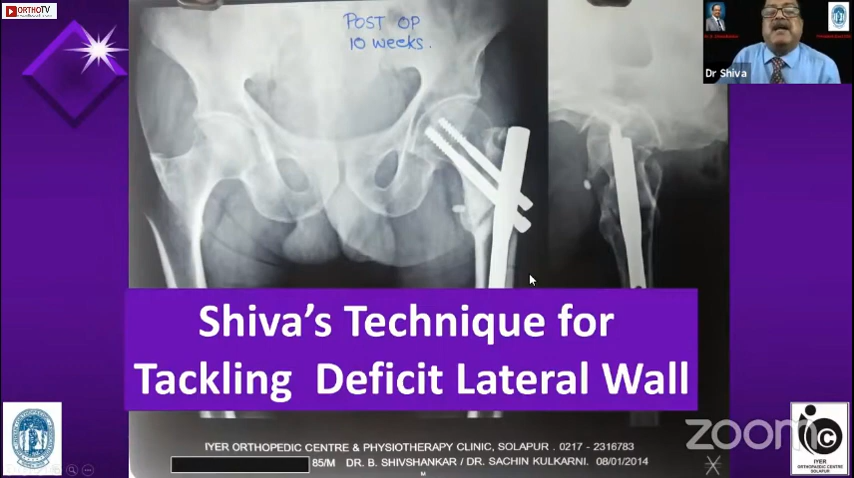 ORTHOTV
POST OP
10 weeks.
Dr Shiva
Shiva's Technique for
Tackling Deficit Lateral Wall
zoom
IYER ORTHOPEDIC CENTRE & PHYSIOTHERAPY CLINIC, SOLAPUR. 0217 - 2316783
85/M DR. B. SHIVSHANKAR / DR. SACHIN KULKARNI. 08/01/2014
M
IYER
ORTHOPAEDIC CENTRE
SOLAPUR